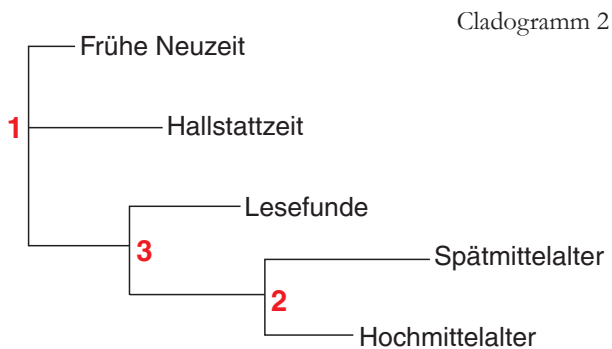 Cladogramm 2
Frühe Neuzeit
1
Hallstattzeit
Lesefunde
3
Spätmittelalter
2
Hochmittelalter